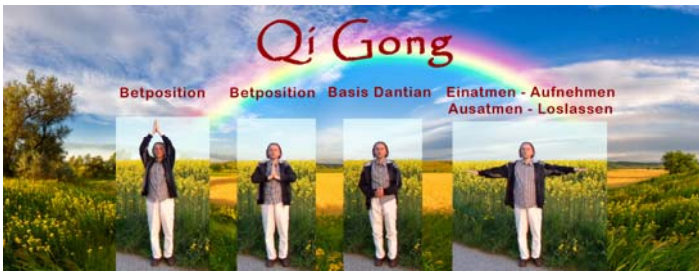 Qi Gong
Betposition
Betposition
Basis Dantian
Einatmen - Aufnehmen
Ausatmen - Loslassen